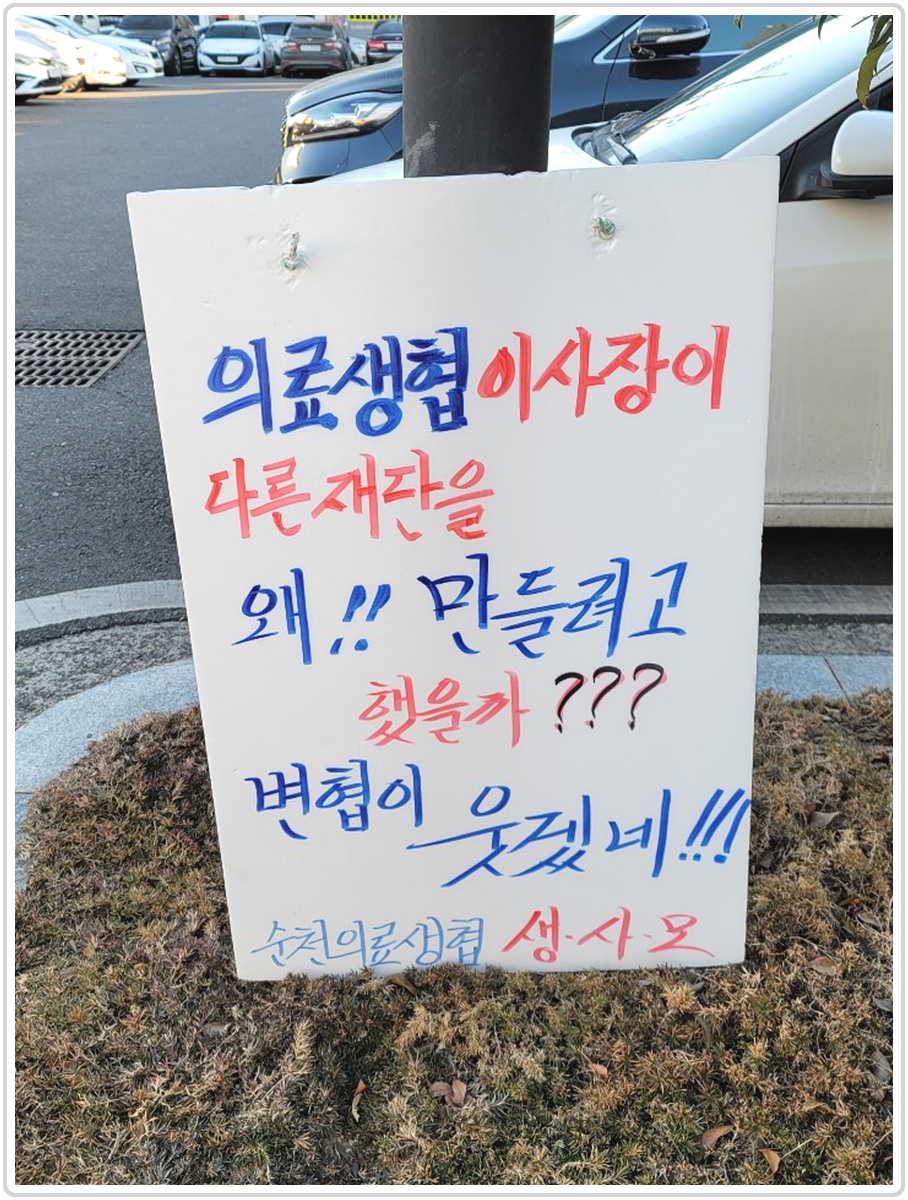 의료생협 이사장이
다른 재단을
왜!! 만들려고
했을까 ???
변협이 웃겠네!!!
순천의료생협 생·사·모